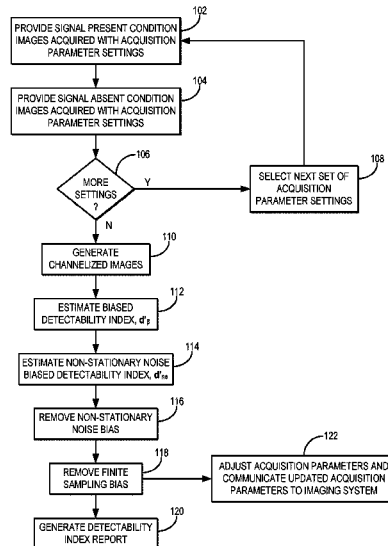 102
PROVIDE SIGNAL PRESENT CONDITION
IMAGES ACQUIRED WITH ACQUISITION
PARAMETER SETTINGS
104
PROVIDE SIGNAL ABSENT CONDITION
IMAGES ACQUIRED WITH ACQUISITION
PARAMETER SETTINGS
106
MORE
SETTINGS
?
Y
N
108
SELECT NEXT SET OF
ACQUISITION
PARAMETER SETTINGS
110
GENERATE
CHANNELIZED IMAGES
112
ESTIMATE BIASED
DETECTABILITY INDEX, d'β
114
ESTIMATE NON-STATIONARY NOISE
BIASED DETECTABILITY INDEX, d'sa
116
REMOVE NON-STATIONARY
NOISE BIAS
118
REMOVE FINITE
SAMPLING BIAS
122
ADJUST ACQUISITION PARAMETERS AND
COMMUNICATE UPDATED ACQUISITION
PARAMETERS TO IMAGING SYSTEM
120
GENERATE DETECTABILITY
INDEX REPORT